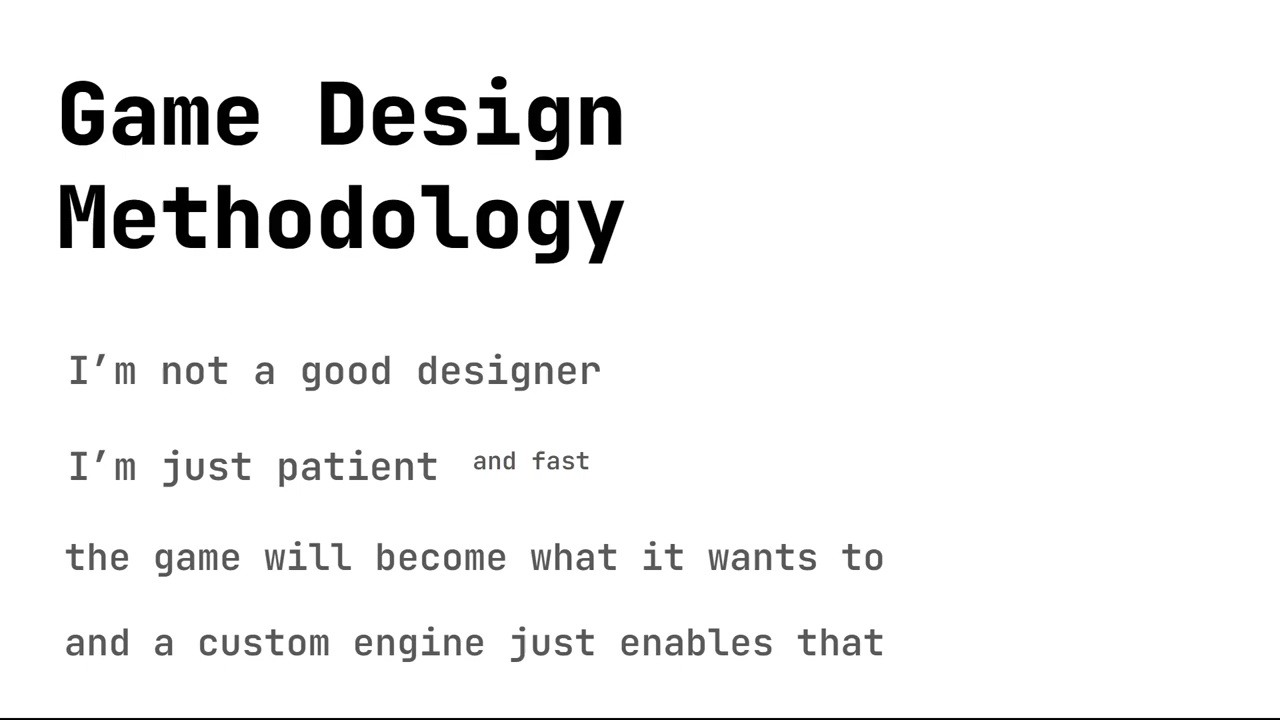 Game Design
Methodology
I’m not a good designer
I’m just patient and fast
the game will become what it wants to
and a custom engine just enables that